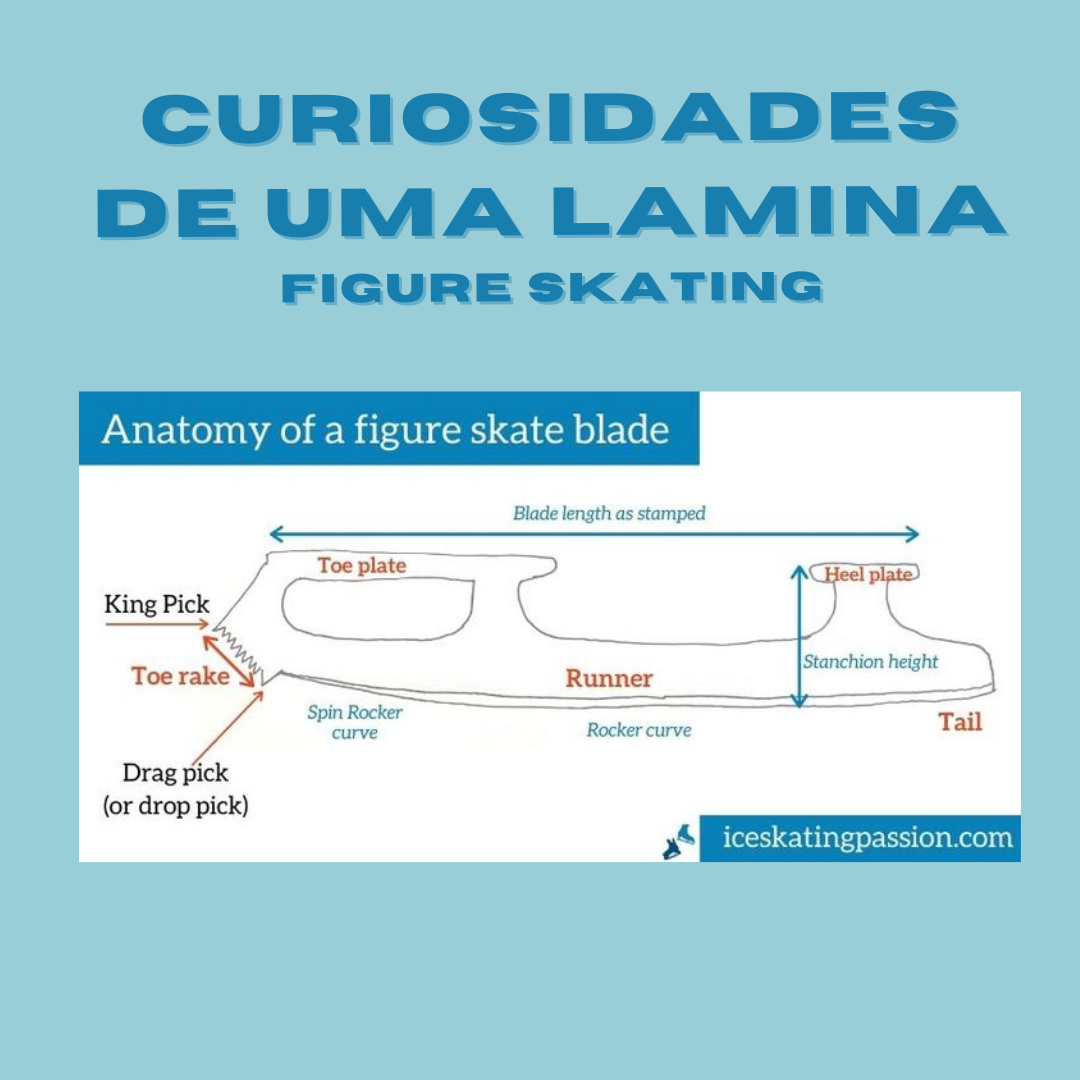 CURIOSIDADES
DE UMA LAMINA
FIGURE SKATING
Anatomy of a figure skate blade
Blade length as stamped
Toe plate
Heel plate
King Pick
Toe rake
Stanchion height
Runner
Spin Rocker
curve
Rocker curve
Tail
Drag pick
(or drop pick)
iceskatingpassion.com